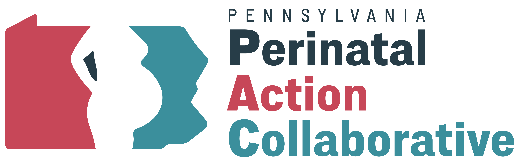 PENNSYLVANIA
Perinatal
Action
Collaborative